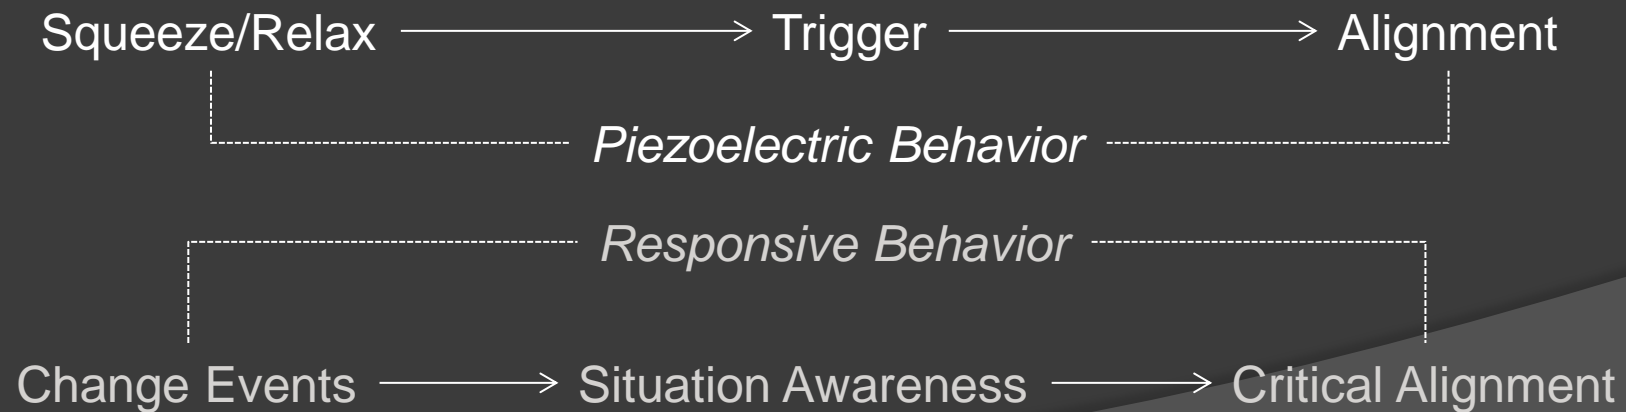 Squeeze/Relax Trigger Alignment
Piezoelectric Behavior
Responsive Behavior
Change Events Situation Awareness Critical Alignment